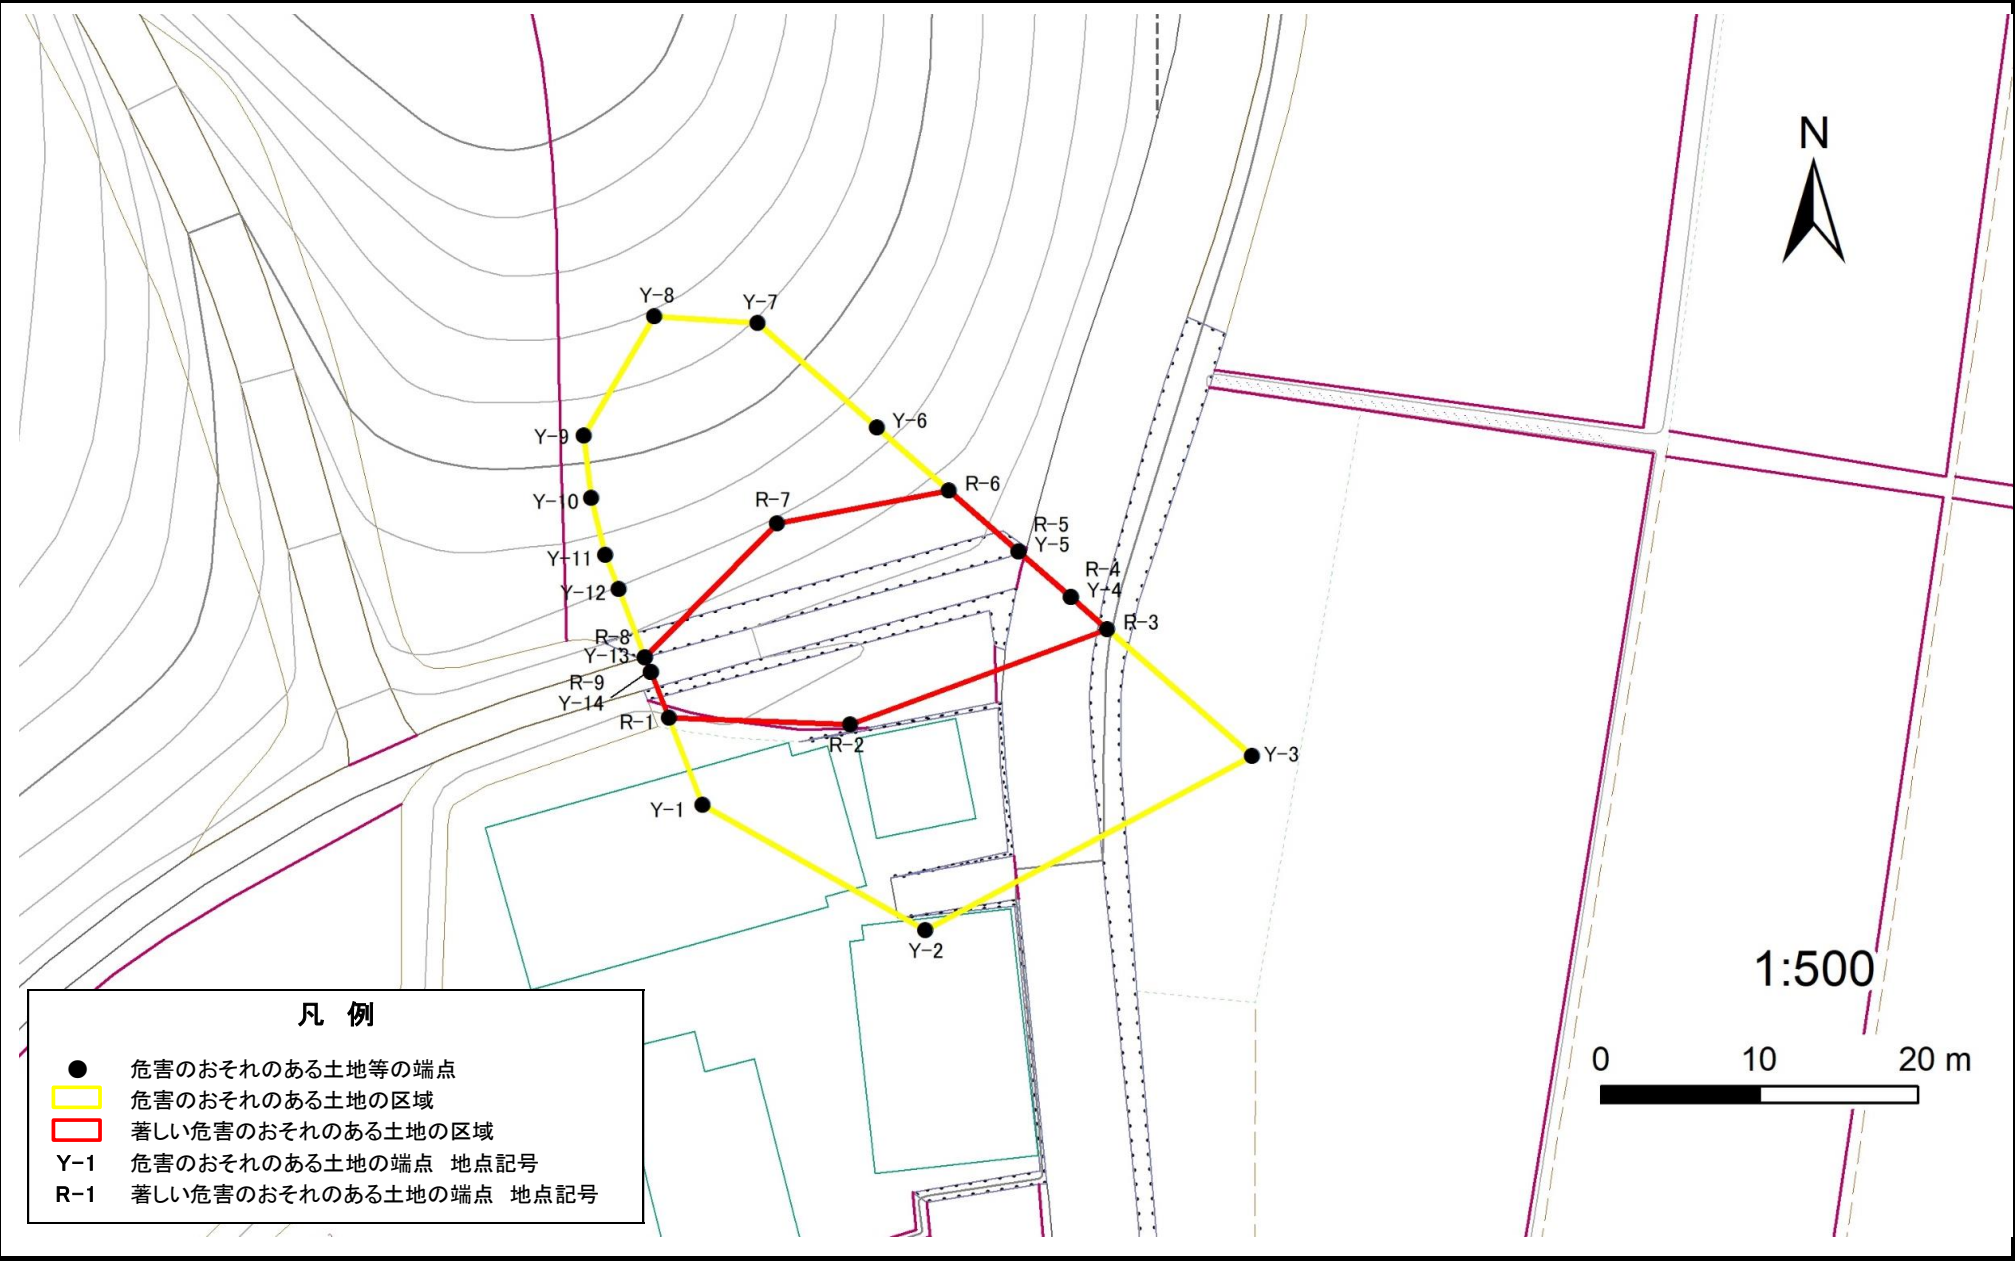 N
Y-8
Y-7
Y-6
Y-9
R-6
R-7
Y-10
R-5
Y-5
Y-11
R-4
Y-4
Y-12
R-3
R-8
Y-13
R-9
Y-14
R-1
R-2
Y-3
Y-1
Y-2
1:500
0 10 20 m
凡 例
危害のおそれのある土地等の端点
危害のおそれのある土地の区域
著しい危害のおそれのある土地の区域
Y-1 危害のおそれのある土地の端点 地点記号
R-1 著しい危害のおそれのある土地の端点 地点記号